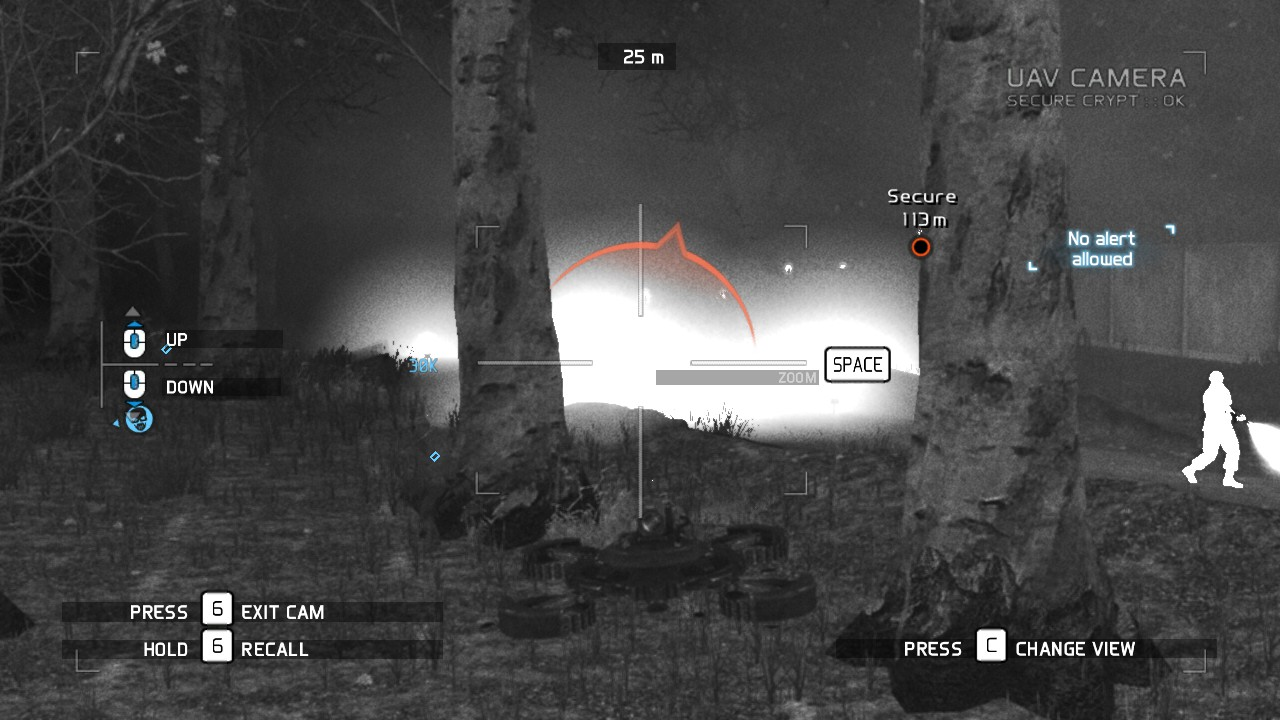 25 m
UAV CAMERA
SECURE CRYPT :: OK
Secure
113 m
No alert
allowed
UP
30K
SPACE
ZOOM
DOWN
PRESS 6 EXIT CAM
HOLD 6 RECALL
PRESS C CHANGE VIEW